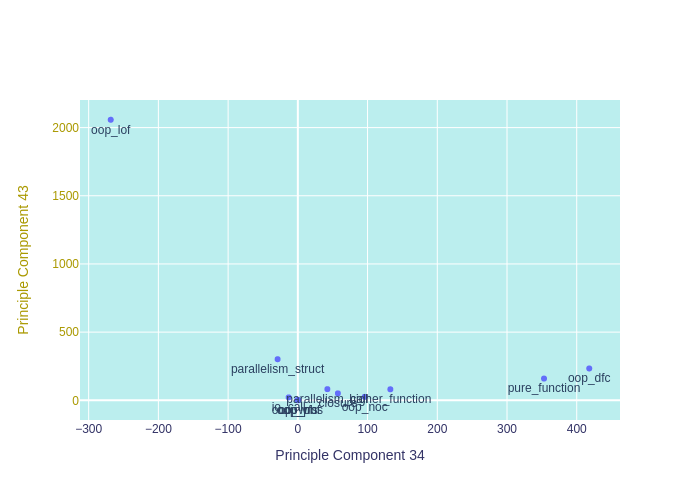 2000
oop_lof
1500
1000
500
parallelism_struct
oop_dfc
pure_function
closures
oop_noc
0
−300
−200
−100
0
100
200
300
400
Principle Component 34
Principle Component 43